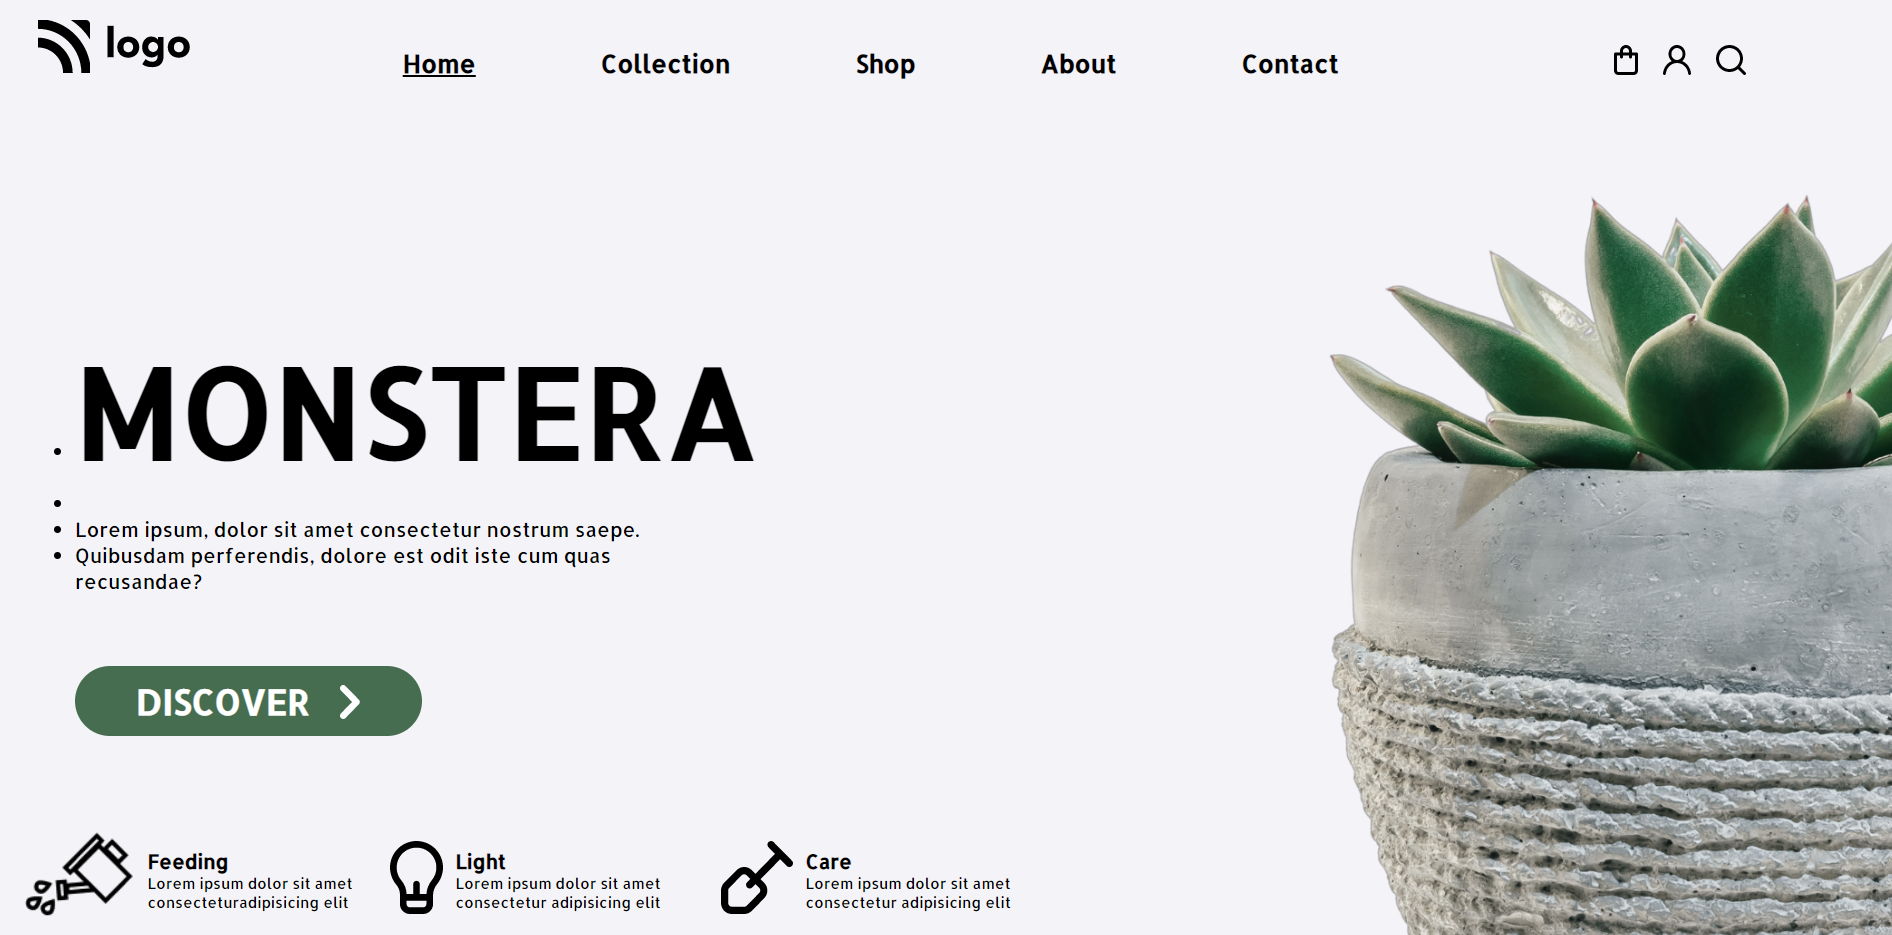 logo
Home
Collection
Shop
About
Contact
MONSTERA
Lorem ipsum, dolor sit amet consectetur nostrum saepe.
Quibusdam perferendis, dolore est odit iste cum quas
recusandae?
DISCOVER
Feeding
Lorem ipsum dolor sit amet
consecteturadipisicing elit
Light
Lorem ipsum dolor sit amet
consectetur adipisicing elit
Care
Lorem ipsum dolor sit amet
consectetur adipisicing elit